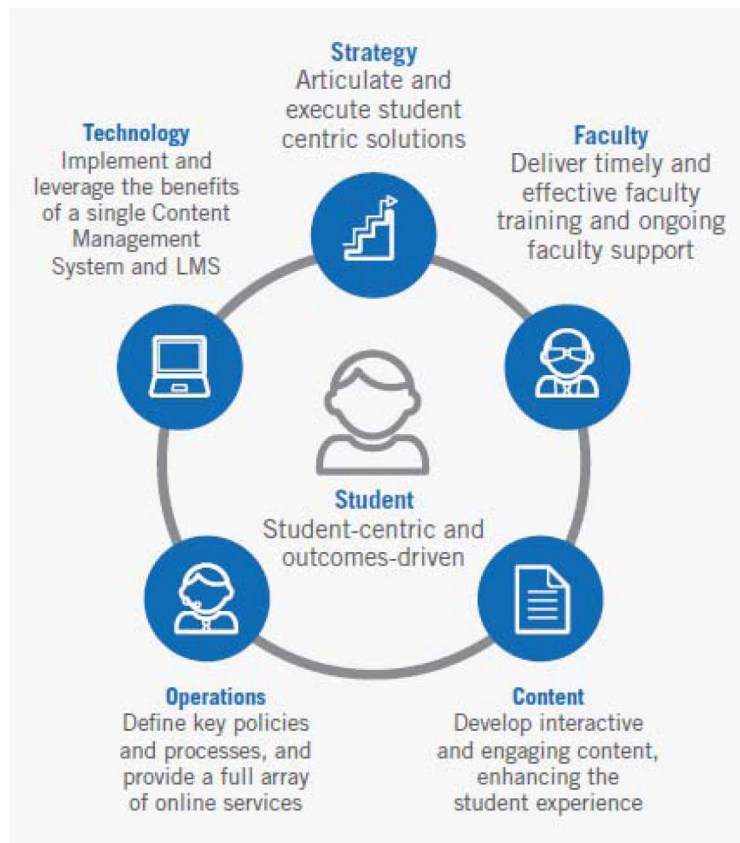 Strategy
Articulate and
execute student
centric solutions
Technology
Implement and
leverage the benefits
of a single Content
Management
System and LMS
Faculty
Deliver timely and
effective faculty
training and ongoing
faculty support
Student
Student-centric and
outcomes-driven
Operations
Define key policies
and processes, and
provide a full array
of online services
Content
Develop interactive
and engaging content,
enhancing the
student experience